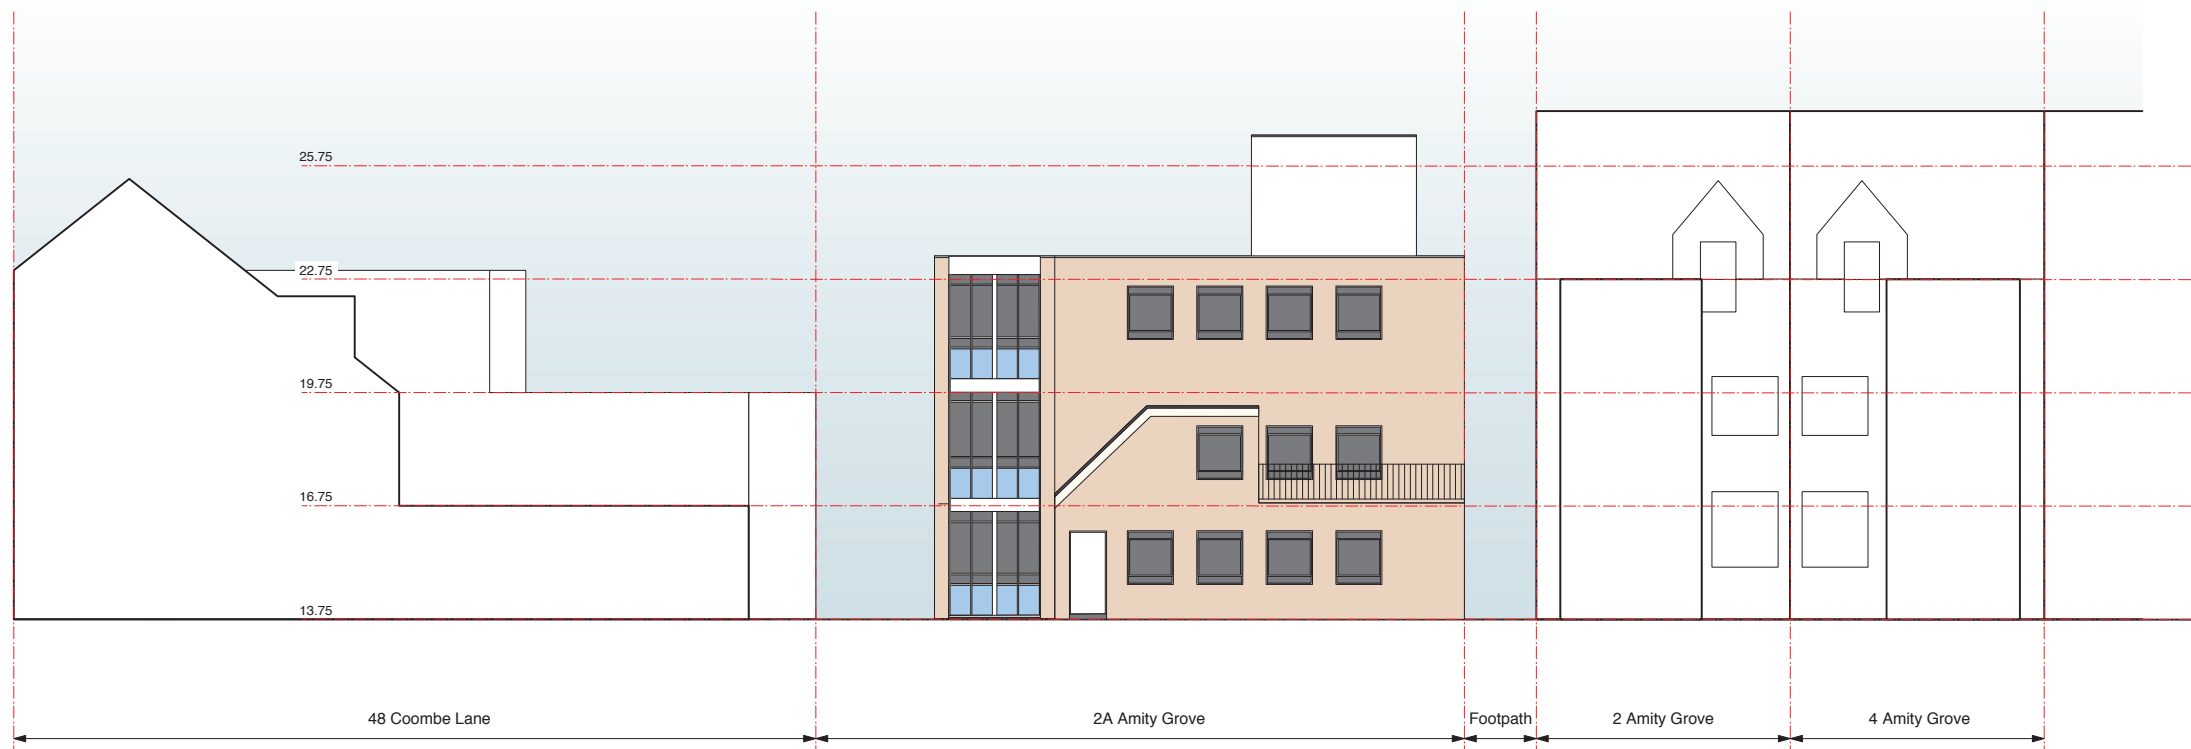 25.75
22.75
19.75
16.75
13.75
48 Coombe Lane
2A Amity Grove
Footpath
2 Amity Grove
4 Amity Grove